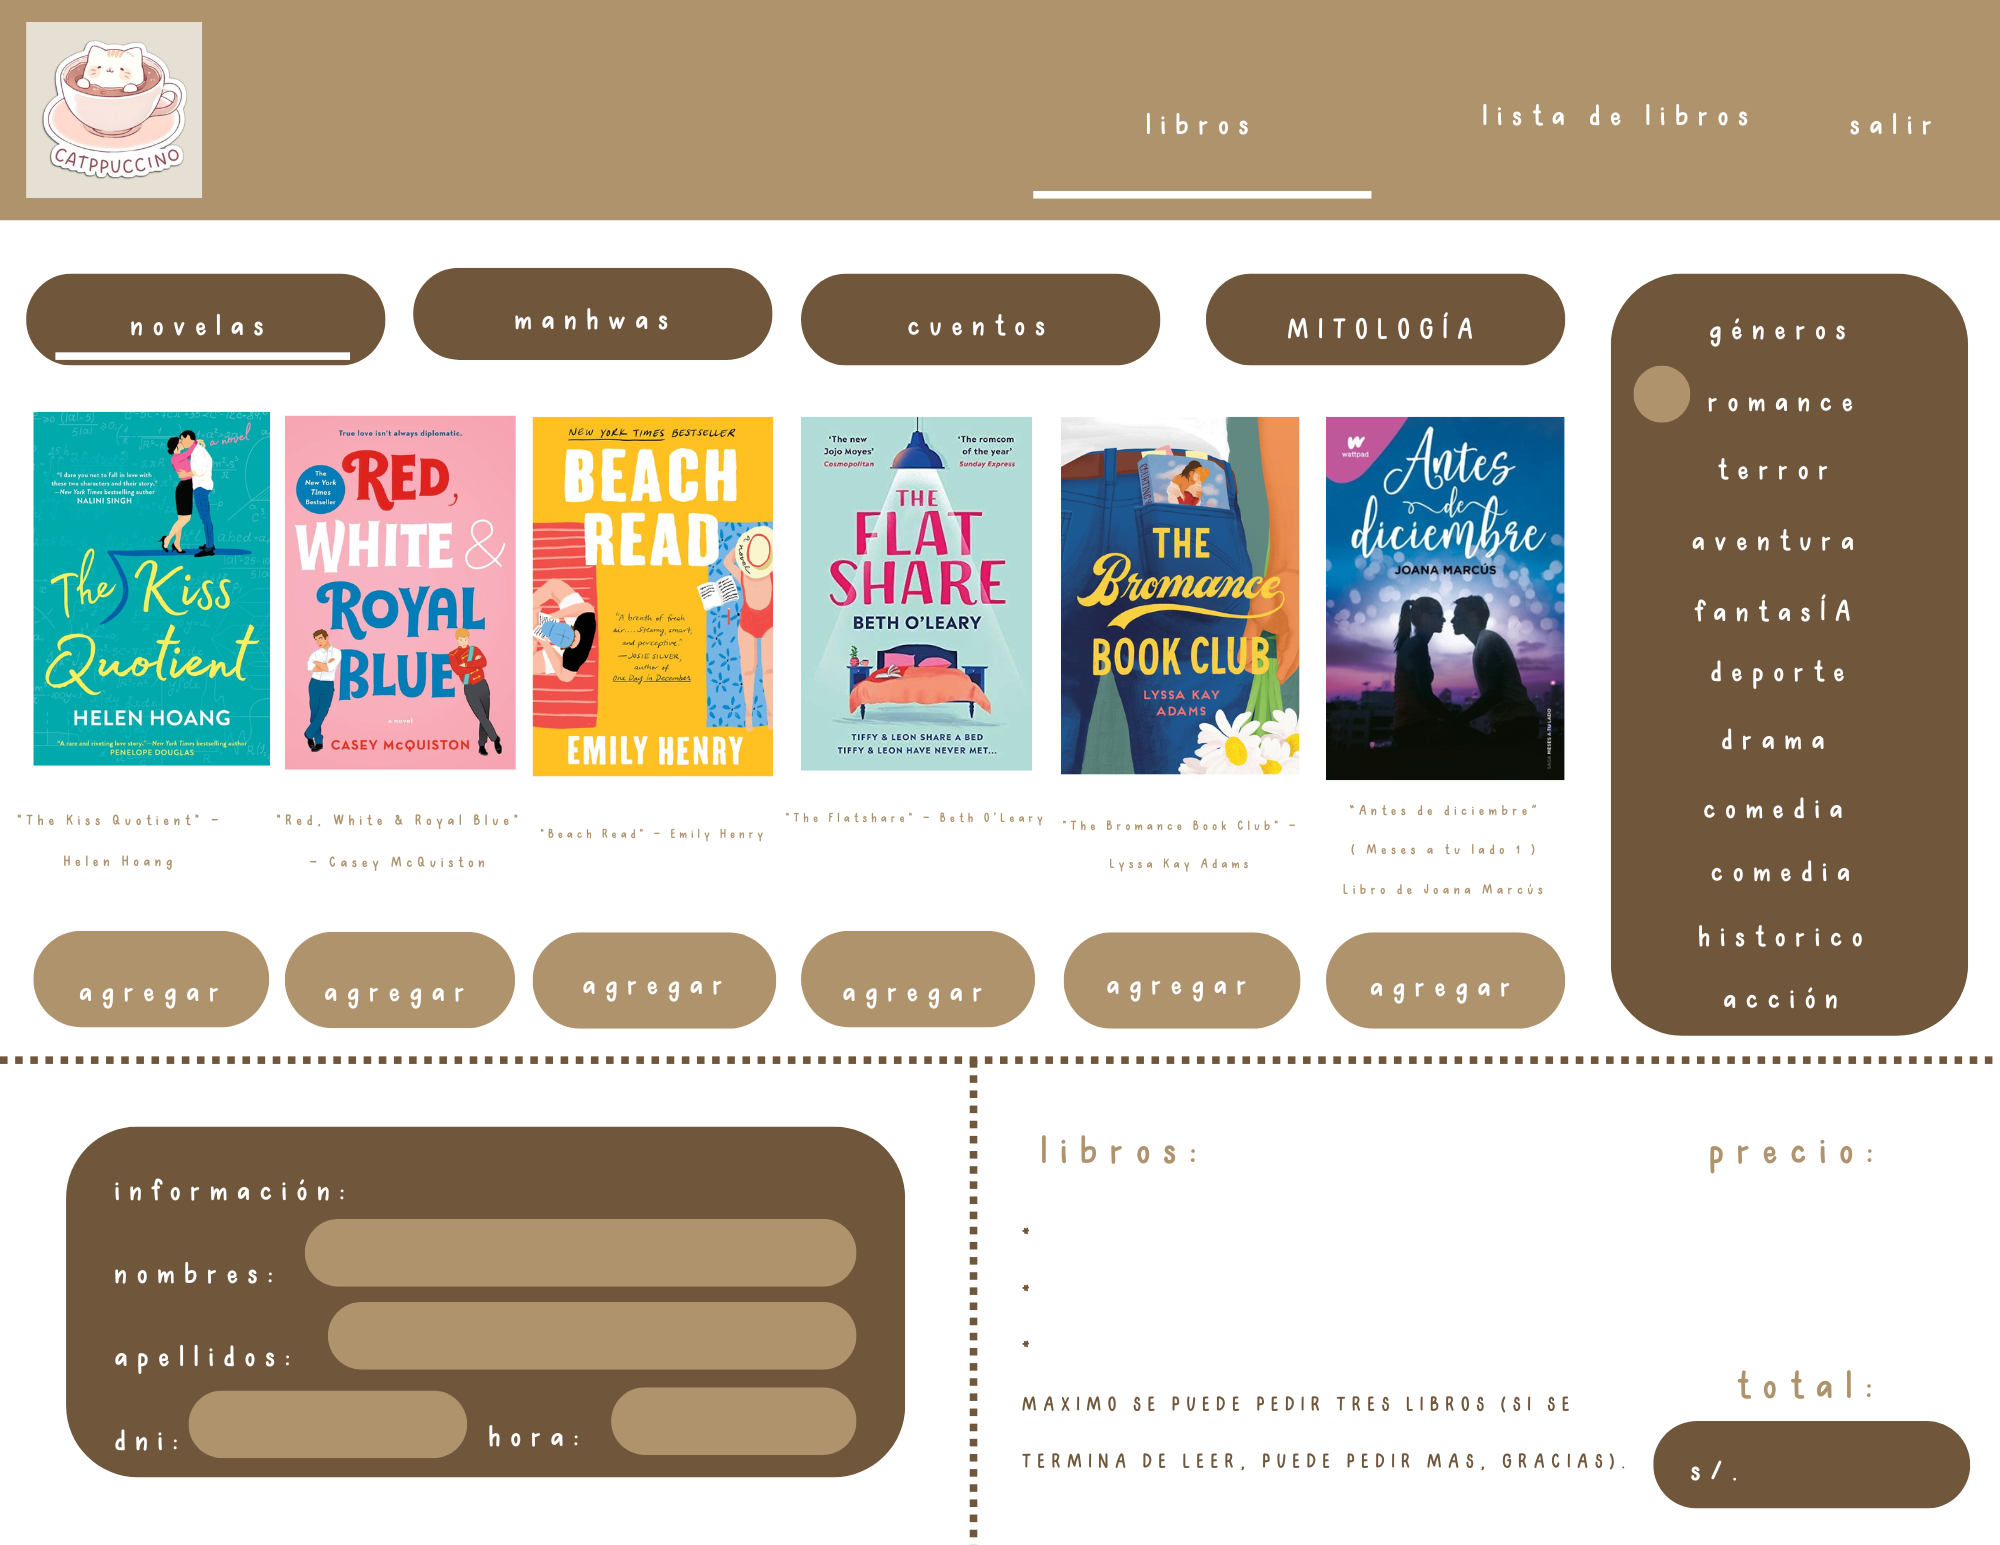 CATPPUCCINO
libros
lista de libros
salir
novelas
manhwas
cuentos
MITOLOGÍA
géneros
romance
terror
aventura
fantasÍA
deporte
drama
comedia
comedia
historico
acción
a novel
"I dare you not to fall in love with
these two characters and their story."
—New York Times bestselling author
NALINI SINGH
The Kiss
Quotient
HELEN HOANG
"A rare and riveting love story."—New York Times bestselling author
PENELOPE DOUGLAS
True love isn't always diplomatic.
The
New York
Times
Bestseller
RED,
WHITE &
ROYAL
BLUE
a novel
CASEY McQUISTON
NEW YORK TIMES BESTSELLER
BEACH
READ
a novel
"A breath of fresh
air.... Steamy, smart,
and perceptive."
—JOSIE SILVER,
author of
One Day in December
EMILY HENRY
'The new
Jojo Moyes'
Cosmopolitan
'The romcom
of the year'
Sunday Express
THE
FLAT
SHARE
BETH O'LEARY
TIFFY & LEON SHARE A BED
TIFFY & LEON HAVE NEVER MET...
THE
Bromance
BOOK CLUB
LYSSA KAY
ADAMS
wattpad
Antes
de
diciembre
JOANA MARCÚS
SAGA MESES A TU LADO
"The Kiss Quotient" –
Helen Hoang
"Red, White & Royal Blue"
– Casey McQuiston
"Beach Read" – Emily Henry
"The Flatshare" – Beth O'Leary
"The Bromance Book Club" –
Lyssa Kay Adams
"Antes de diciembre"
( Meses a tu lado 1 )
Libro de Joana Marcús
agregar
agregar
agregar
agregar
agregar
agregar
información:
nombres:
apellidos:
dni:
hora:
libros:
precio:
*
*
*
MAXIMO SE PUEDE PEDIR TRES LIBROS (SI SE
TERMINA DE LEER, PUEDE PEDIR MAS, GRACIAS).
total:
s/.